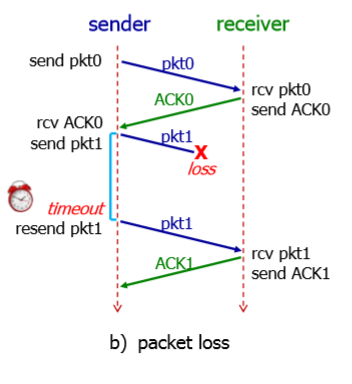 sender receiver
send pkt0
pkt0
rcv pkt0
send ACK0
ACK0
rcv ACK0
send pkt1
pkt1
X
loss
timeout
resend pkt1
pkt1
rcv pkt1
send ACK1
ACK1
b) packet loss